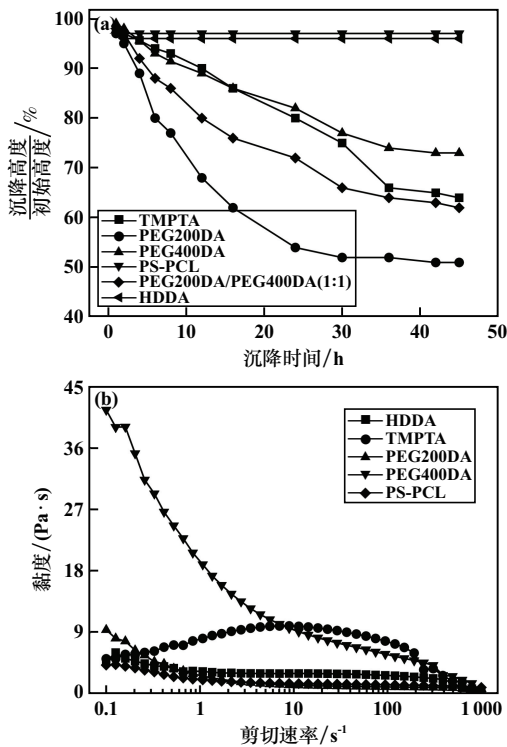 (a)
100
90
80
70
60
50
40
沉降高度/初始高度/%
TMPTA
PEG200DA
PEG400DA
PS-PCL
PEG200DA/PEG400DA(1:1)
HDDA
0 10 20 30 40 50
沉降时间/h
(b)
45
36
27
18
9
0
黏度/(Pa·s)
HDDA
TMPTA
PEG200DA
PEG400DA
PS-PCL
0.1 1 10 100 1 000
剪切速率/s⁻¹